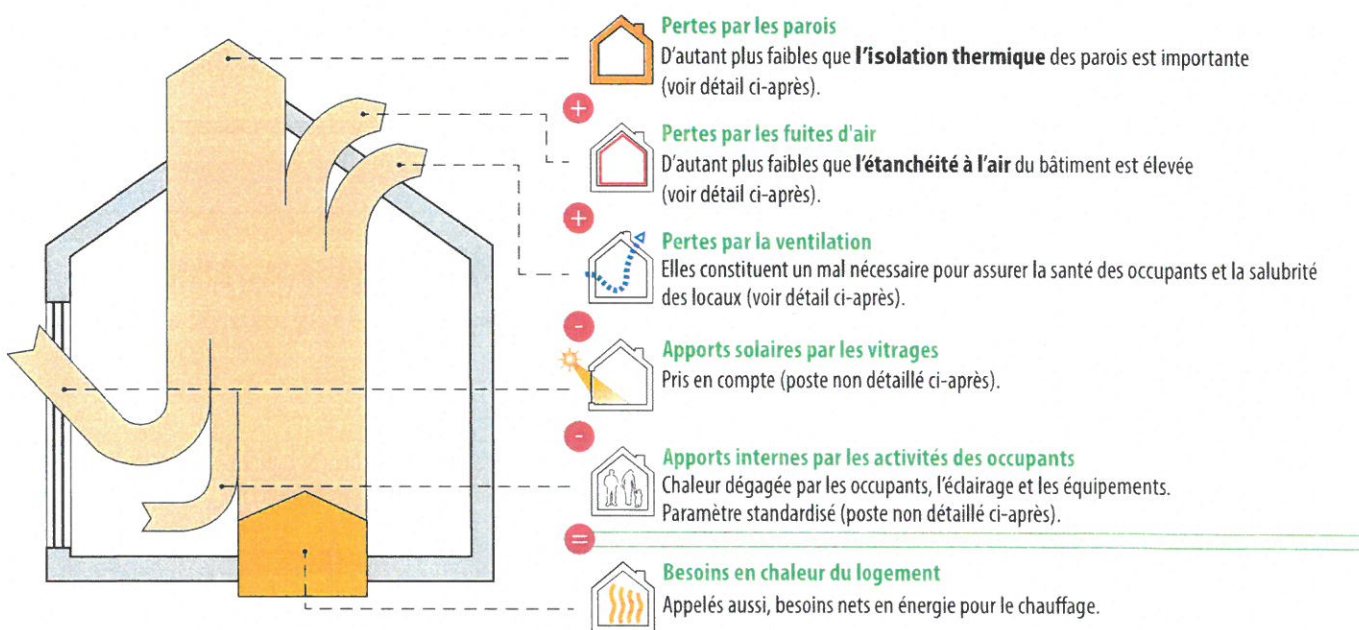 Pertes par les parois
D'autant plus faibles que l'isolation thermique des parois est importante
(voir détail ci-après).
+
Pertes par les fuites d'air
D'autant plus faibles que l'étanchéité à l'air du bâtiment est élevée
(voir détail ci-après).
+
Pertes par la ventilation
Elles constituent un mal nécessaire pour assurer la santé des occupants et la salubrité
des locaux (voir détail ci-après).
-
Apports solaires par les vitrages
Pris en compte (poste non détaillé ci-après).
-
Apports internes par les activités des occupants
Chaleur dégagée par les occupants, l'éclairage et les équipements.
Paramètre standardisé (poste non détaillé ci-après).
=
Besoins en chaleur du logement
Appelés aussi, besoins nets en énergie pour le chauffage.